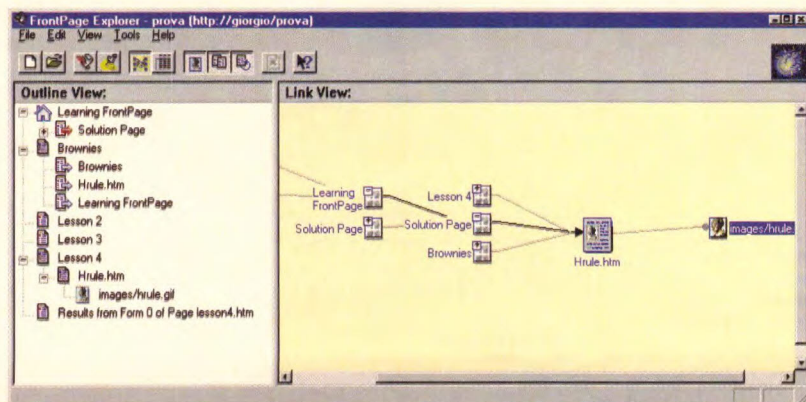 FrontPage Explorer - prova (http://giorgio/prova)
File Edit View Tools Help
Outline View:
Learning FrontPage
Solution Page
Brownies
Brownies
Hrule.htm
Learning FrontPage
Lesson 2
Lesson 3
Lesson 4
Hrule.htm
images/hrule.gif
Results from Form 0 of Page lesson4.htm
Link View:
Learning
FrontPage
Solution Page
Lesson 4
Solution Page
Brownies
Hrule.htm
images/hrule